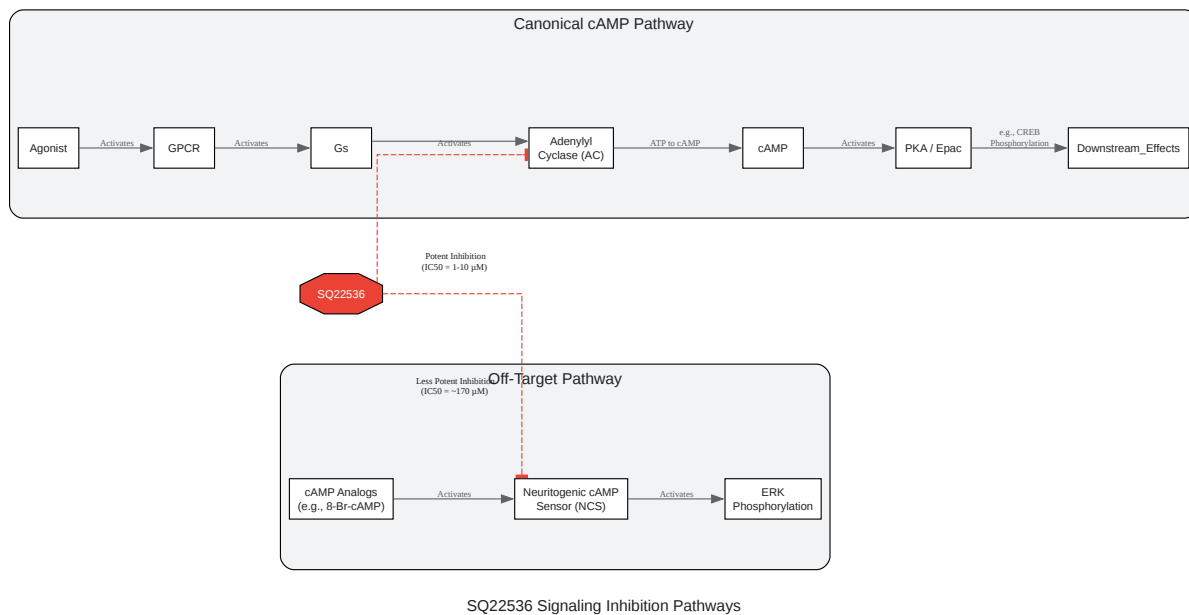 Canonical cAMP Pathway
Agonist
Activates
GPCR
Activates
Gs
Activates
Adenylyl
Cyclase (AC)
ATP to cAMP
cAMP
Activates
PKA / Epac
e.g., CREB
Phosphorylation
Downstream_Effects
Potent Inhibition
(IC50 = 1-10 µM)
SQ22536
Off-Target Pathway
Less Potent Inhibition
(IC50 = ~170 µM)
cAMP Analogs
(e.g., 8-Br-cAMP)
Activates
Neuritogenic cAMP
Sensor (NCS)
Activates
ERK
Phosphorylation
SQ22536 Signaling Inhibition Pathways